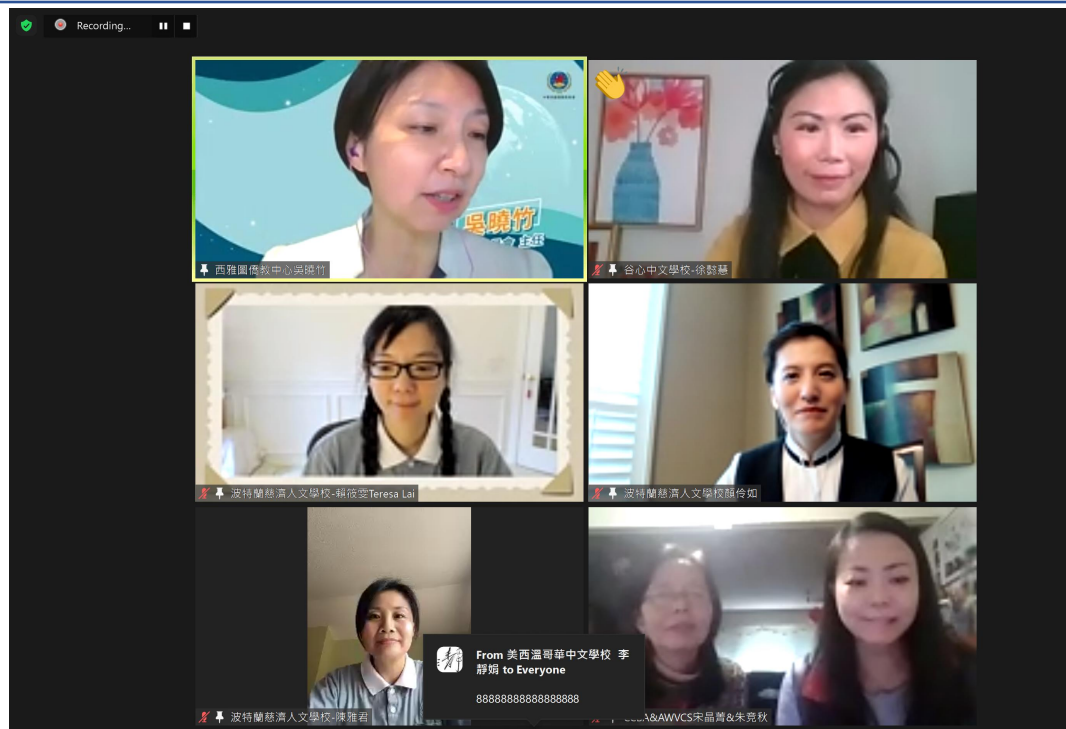 Recording...
吳曉竹
主任
西雅圖僑教中心吳曉竹
谷心中文學校-徐懿慧
波特蘭慈濟人文學校-賴筱雯Teresa Lai
波特蘭慈濟人文學校顏伶如
From 美西溫哥華中文學校 李
靜娟 to Everyone
88888888888888888
波特蘭慈濟人文學校-陳雅君
&AWVCS宋晶菁&朱竞秋